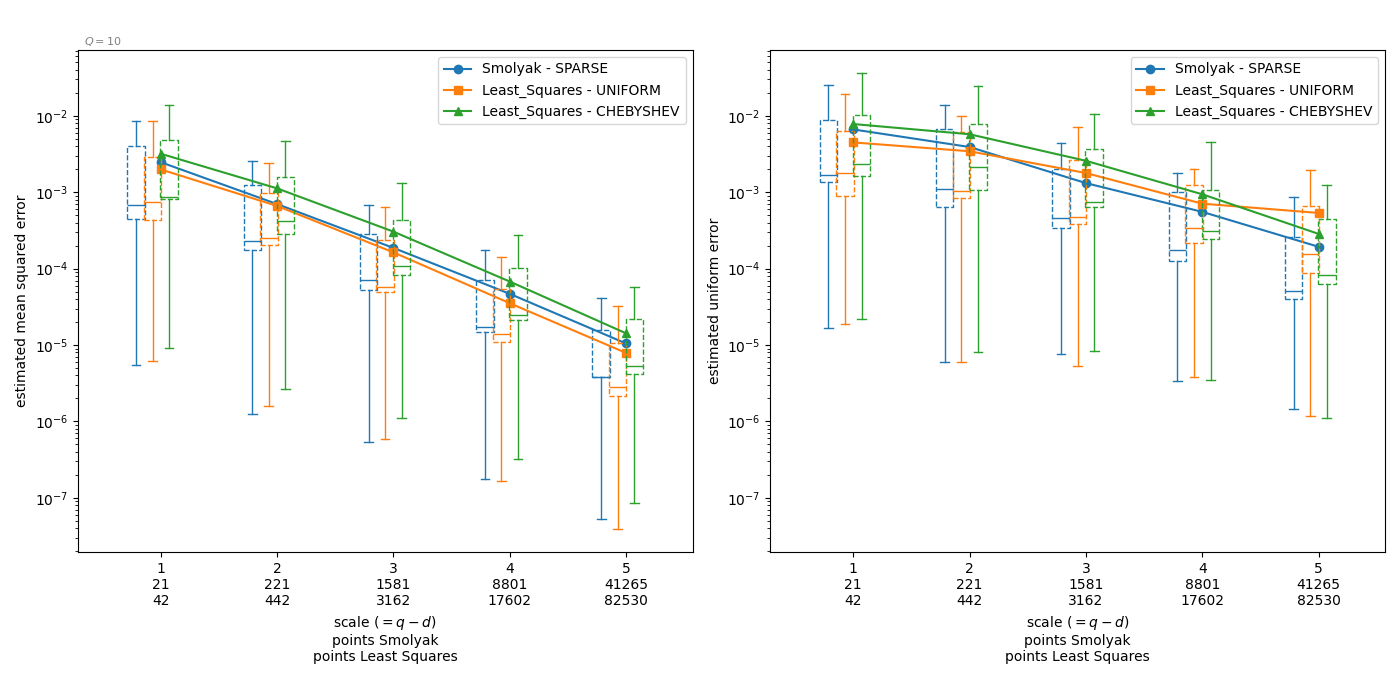 Q = 10
Smolyak - SPARSE
Least_Squares - UNIFORM
Least_Squares - CHEBYSHEV
estimated mean squared error
10⁻²
10⁻³
10⁻⁴
10⁻⁵
10⁻⁶
10⁻⁷
1 2 3 4 5
21 221 1581 8801 41265
42 442 3162 17602 82530
scale (= q − d)
points Smolyak
points Least Squares
Smolyak - SPARSE
Least_Squares - UNIFORM
Least_Squares - CHEBYSHEV
estimated uniform error
10⁻²
10⁻³
10⁻⁴
10⁻⁵
10⁻⁶
10⁻⁷
1 2 3 4 5
21 221 1581 8801 41265
42 442 3162 17602 82530
scale (= q − d)
points Smolyak
points Least Squares